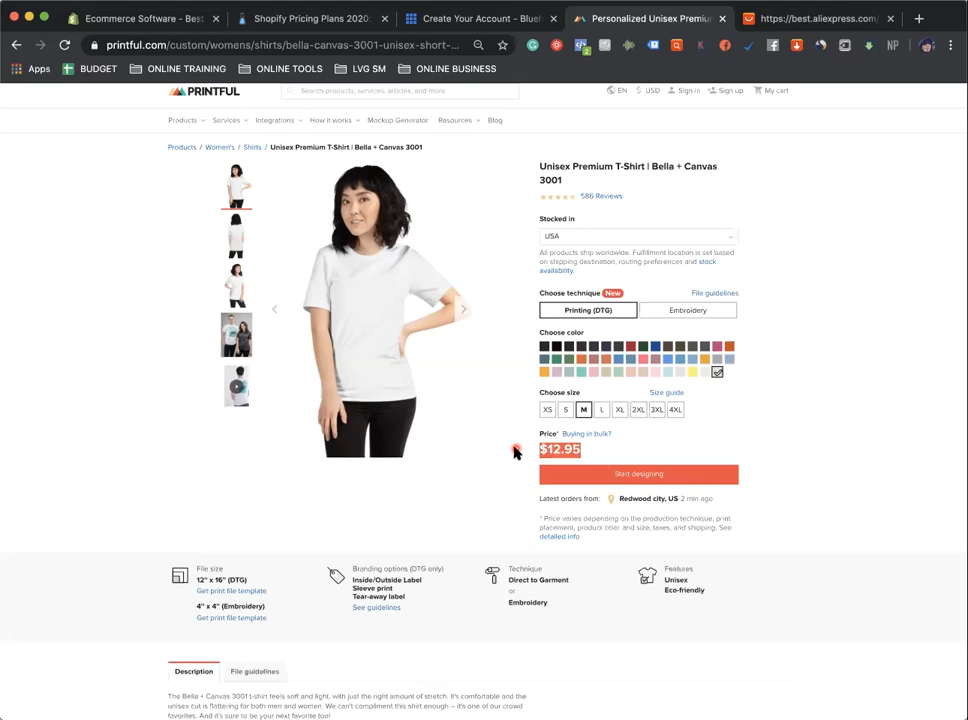 Ecommerce Software - Best
Shopify Pricing Plans 2020:
Create Your Account - Blueh
Personalized Unisex Premiu
https://best.aliexpress.com/
printful.com/custom/womens/shirts/bella-canvas-3001-unisex-short-...
NP
Apps
BUDGET
ONLINE TRAINING
ONLINE TOOLS
LVG SM
ONLINE BUSINESS
PRINTFUL
Search products, services, articles, and more
EN
$ USD
Sign in
Sign up
My cart
Products
Services
Integrations
How it works
Mockup Generator
Resources
Blog
Products / Women's / Shirts / Unisex Premium T-Shirt | Bella + Canvas 3001
Unisex Premium T-Shirt | Bella + Canvas
3001
586 Reviews
Stocked in
USA
All products ship worldwide. Fulfillment location is set based
on shipping destination, routing preferences and stock
availability.
Choose technique New
File guidelines
Printing (DTG)
Embroidery
Choose color
Choose size
Size guide
XS S M L XL 2XL 3XL 4XL
Price* Buying in bulk?
$12.95
Start designing
Latest orders from: Redwood city, US 2 min ago
* Price varies depending on the production technique, print
placement, product color and size, taxes, and shipping. See
detailed info
File size
12" x 16" (DTG)
Get print file template
4" x 4" (Embroidery)
Get print file template
Branding options (DTG only)
Inside/Outside Label
Sleeve print
Tear-away label
See guidelines
Technique
Direct to Garment
or
Embroidery
Features
Unisex
Eco-friendly
Description
File guidelines
The Bella + Canvas 3001 t-shirt feels soft and light, with just the right amount of stretch. It's comfortable and the
unisex cut is flattering for both men and women. We can't compliment this shirt enough – it's one of our crowd
favorites. And it's sure to be your next favorite too!